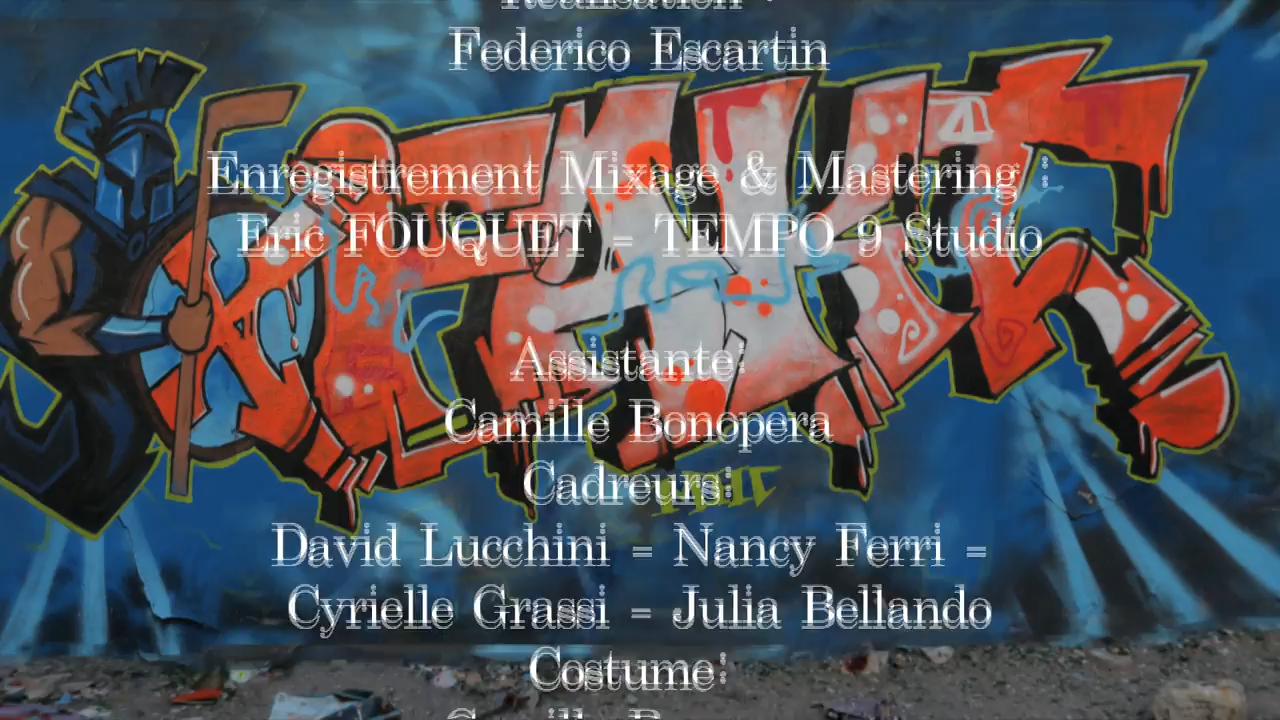 Réalisation :
Federico Escartin
Enregistrement Mixage & Mastering :
Eric FOUQUET - TEMPO 9 Studio
Assistante:
Camille Bonopera
Cadreurs:
David Lucchini - Nancy Ferri -
Cyrielle Grassi - Julia Bellando
Costume: